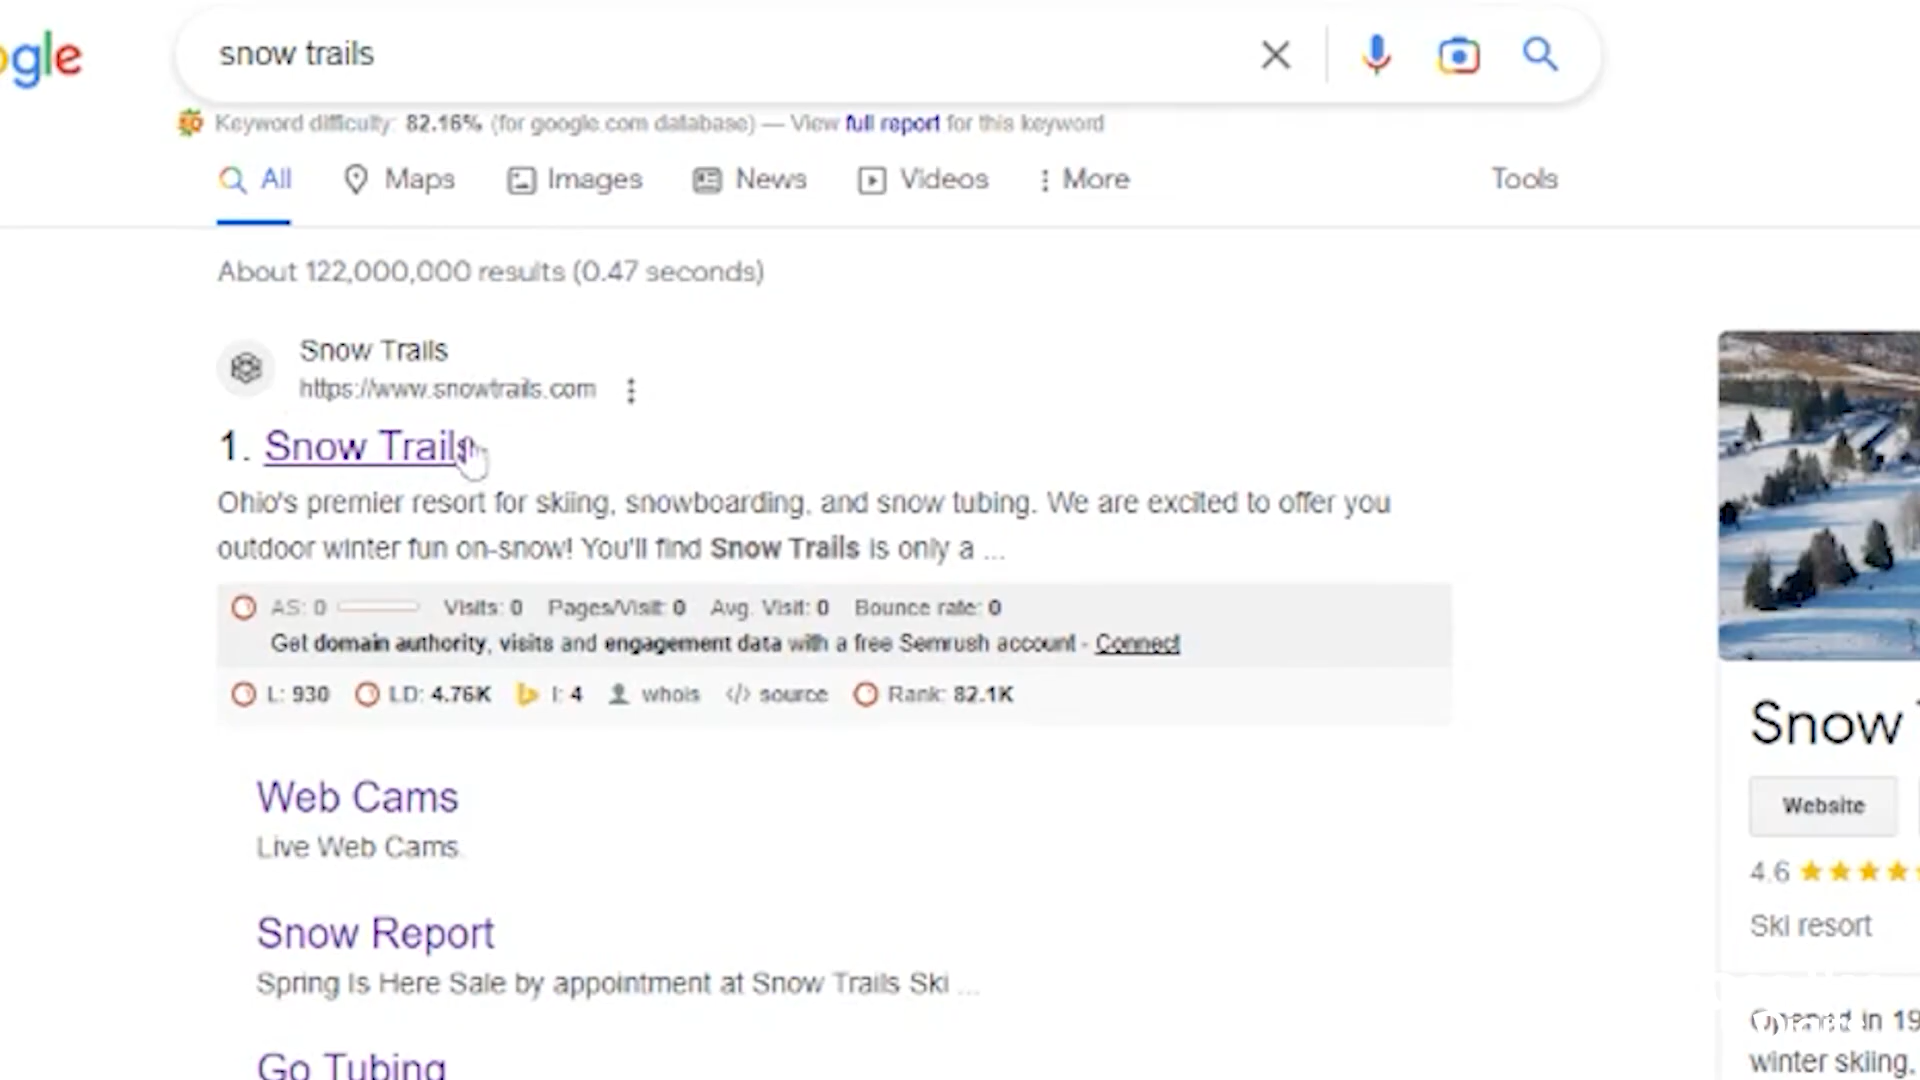 ogle
snow trails
Keyword difficulty: 82.16% (for google.com database) — View full report for this keyword
All Maps Images News Videos More Tools
About 122,000,000 results (0.47 seconds)
Snow Trails
https://www.snowtrails.com
1. Snow Trails
Ohio's premier resort for skiing, snowboarding, and snow tubing. We are excited to offer you
outdoor winter fun on-snow! You'll find Snow Trails is only a ...
AS: 0 Visits: 0 Pages/Visit: 0 Avg. Visit: 0 Bounce rate: 0
Get domain authority, visits and engagement data with a free Semrush account - Connect
L: 930 LD: 4.76K I: 4 whois </> source Rank: 82.1K
Web Cams
Live Web Cams.
Snow Report
Spring Is Here Sale by appointment at Snow Trails Ski ...
Go Tubing
Snow
Website
4.6
Ski resort
in 19
winter skiing,